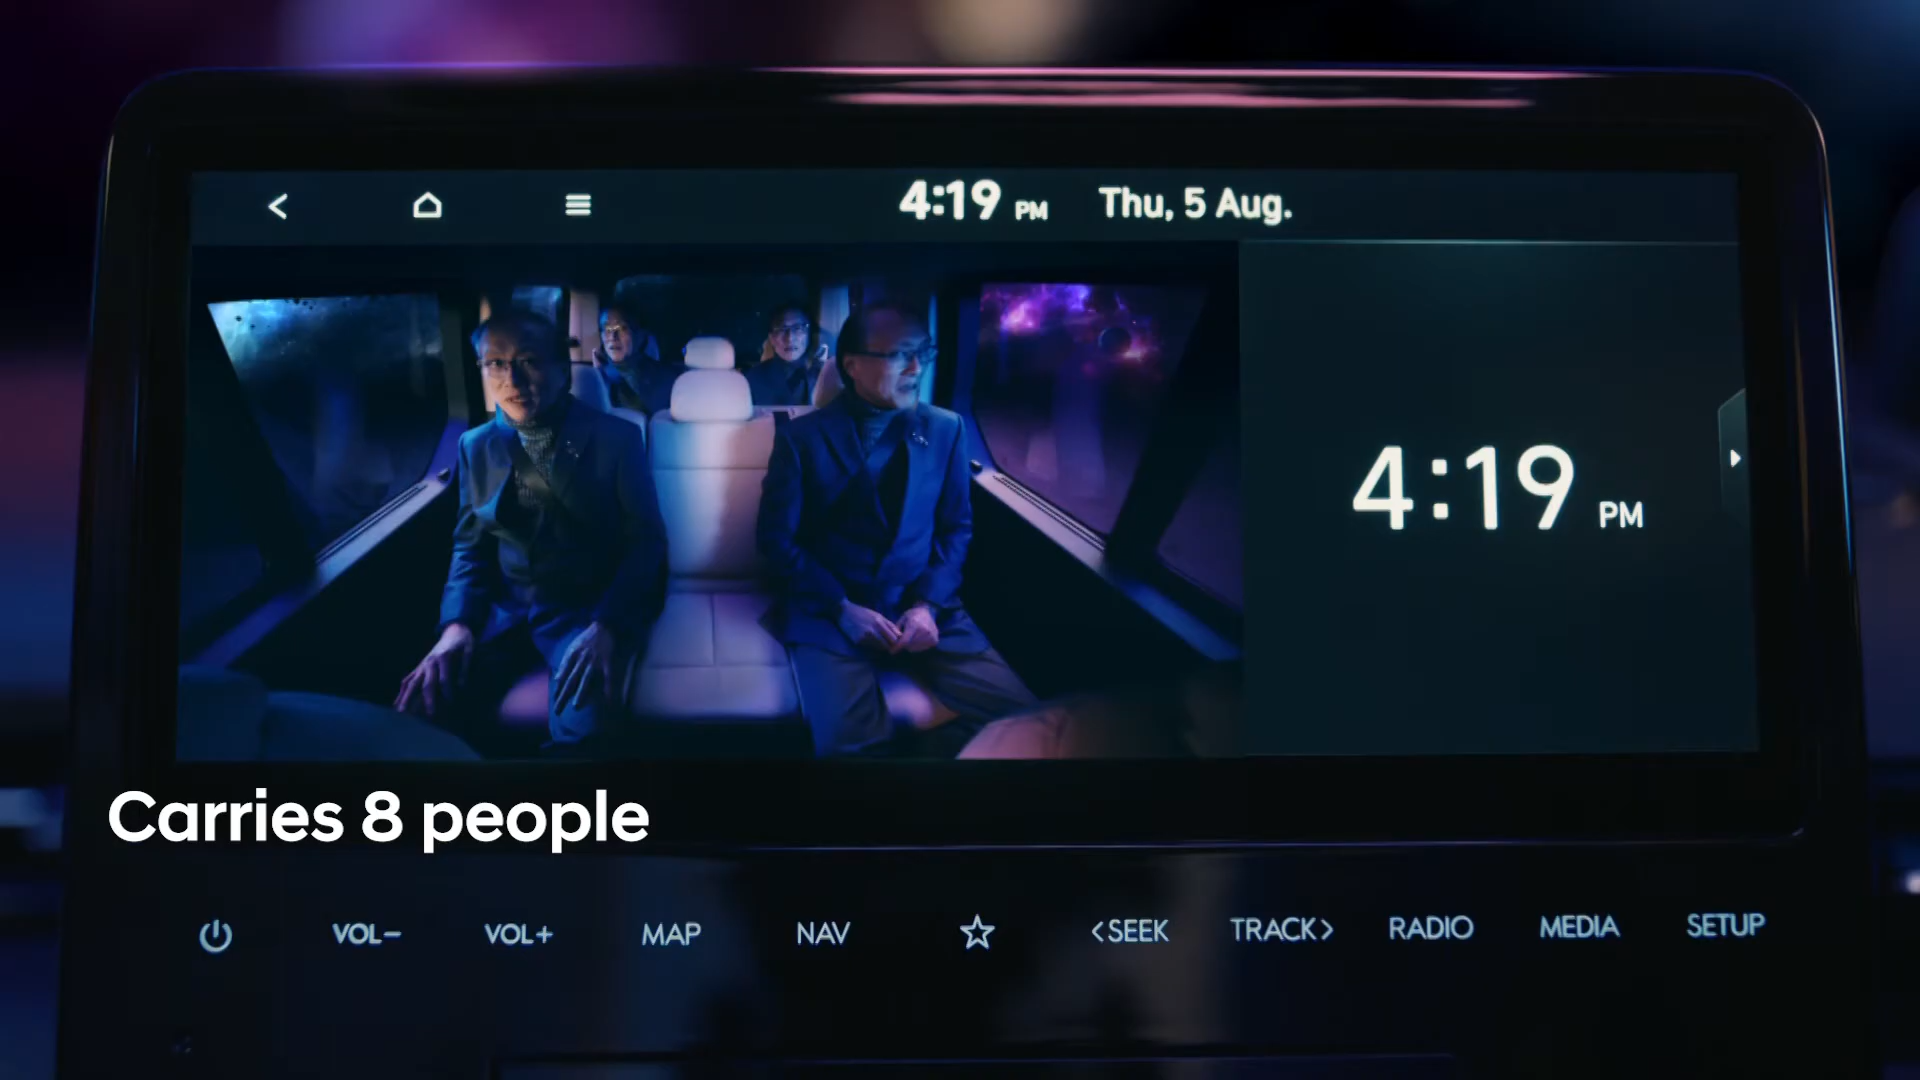 4:19 PM Thu, 5 Aug.
4:19 PM
Carries 8 people
VOL− VOL+ MAP NAV <SEEK TRACK> RADIO MEDIA SETUP